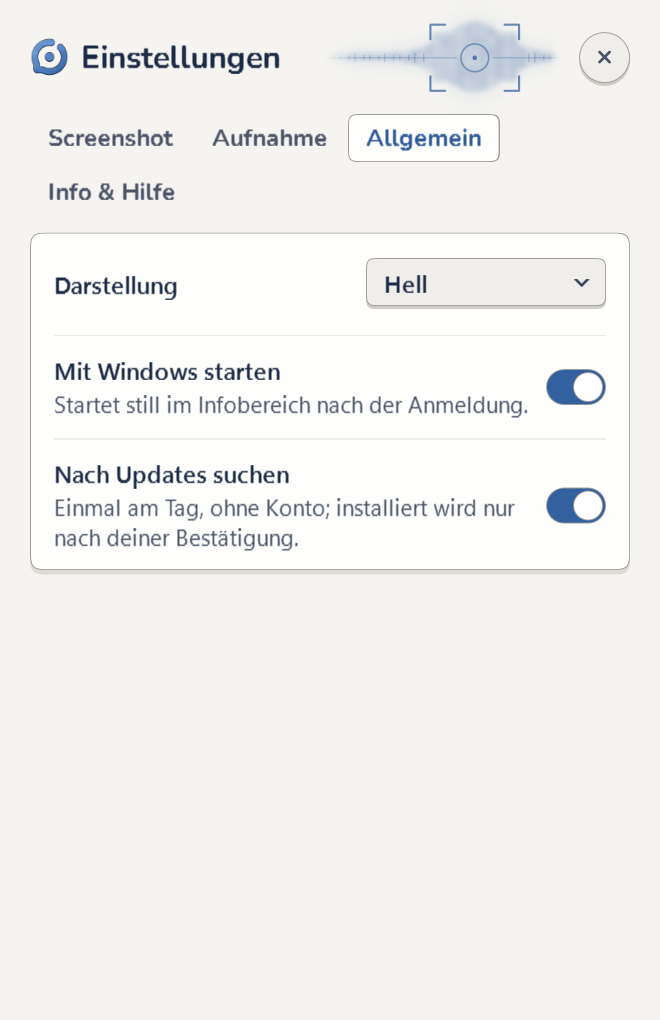 Einstellungen
Screenshot Aufnahme Allgemein
Info & Hilfe
Darstellung Hell
Mit Windows starten
Startet still im Infobereich nach der Anmeldung.
Nach Updates suchen
Einmal am Tag, ohne Konto; installiert wird nur
nach deiner Bestätigung.